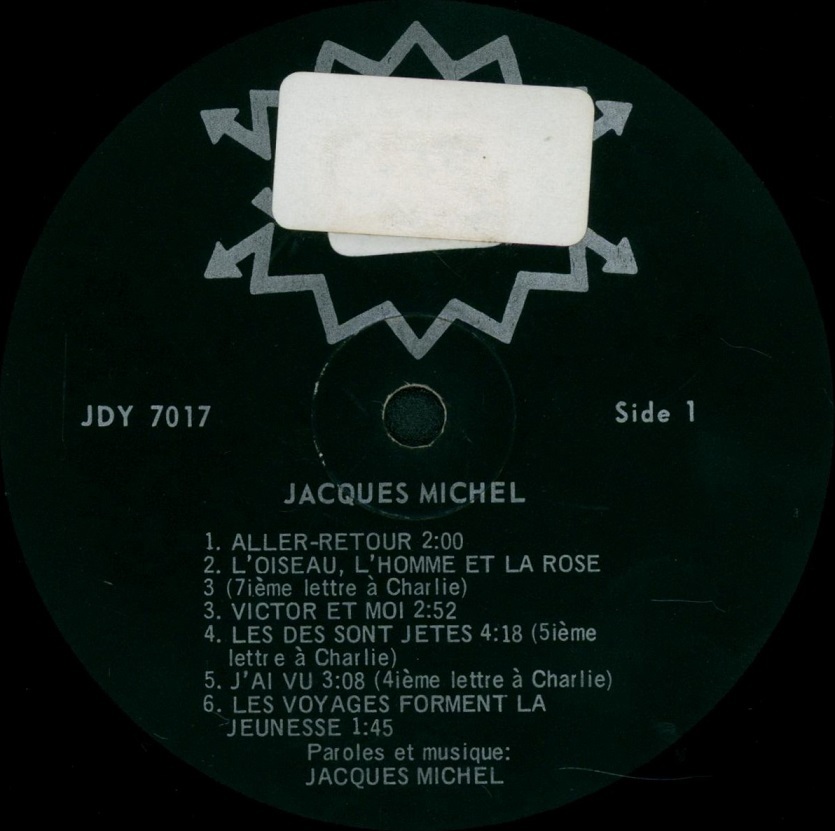 JDY 7017
Side 1
JACQUES MICHEL
1. ALLER-RETOUR 2:00
2. L'OISEAU, L'HOMME ET LA ROSE
3 (7ième lettre à Charlie)
3. VICTOR ET MOI 2:52
4. LES DES SONT JETES 4:18 (5ième
lettre à Charlie)
5. J'AI VU 3:08 (4ième lettre à Charlie)
6. LES VOYAGES FORMENT LA
JEUNESSE 1:45
Paroles et musique:
JACQUES MICHEL